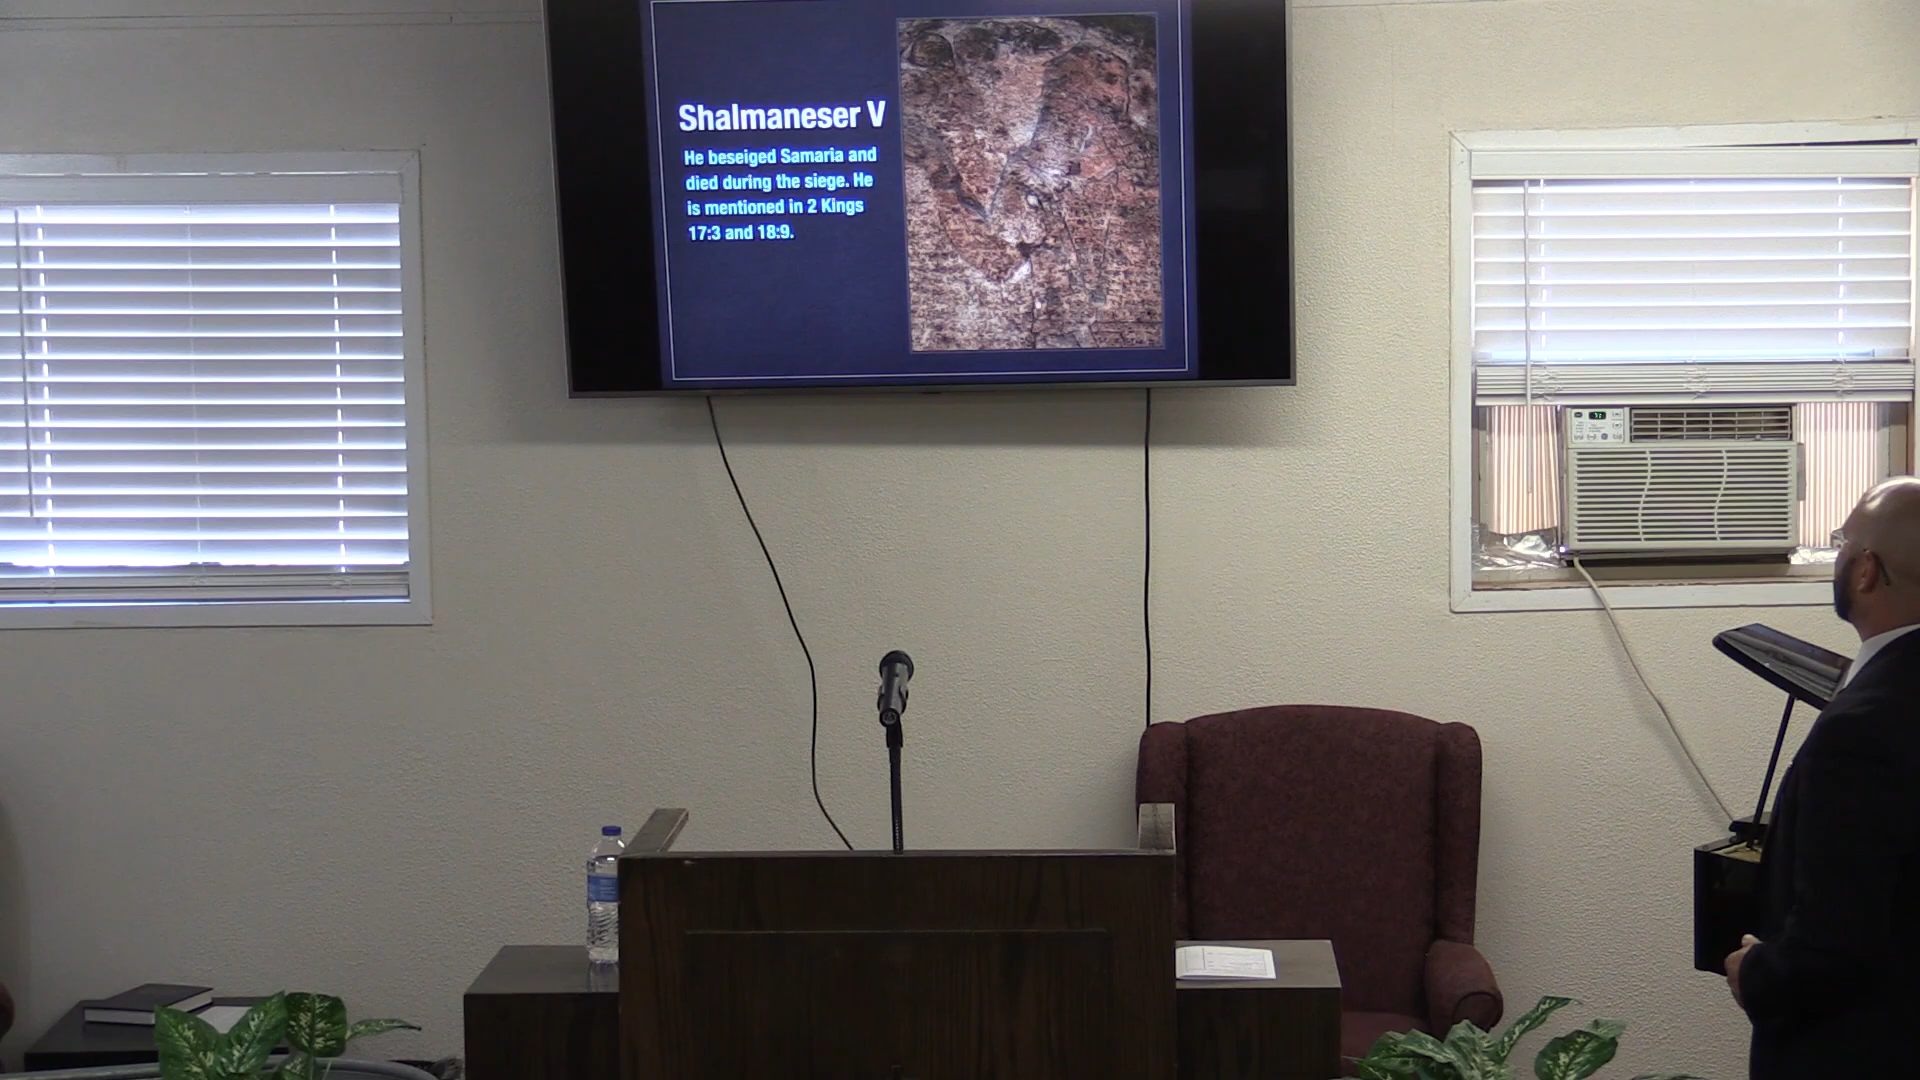 Shalmaneser V
He beseiged Samaria and
died during the siege. He
is mentioned in 2 Kings
17:3 and 18:9.